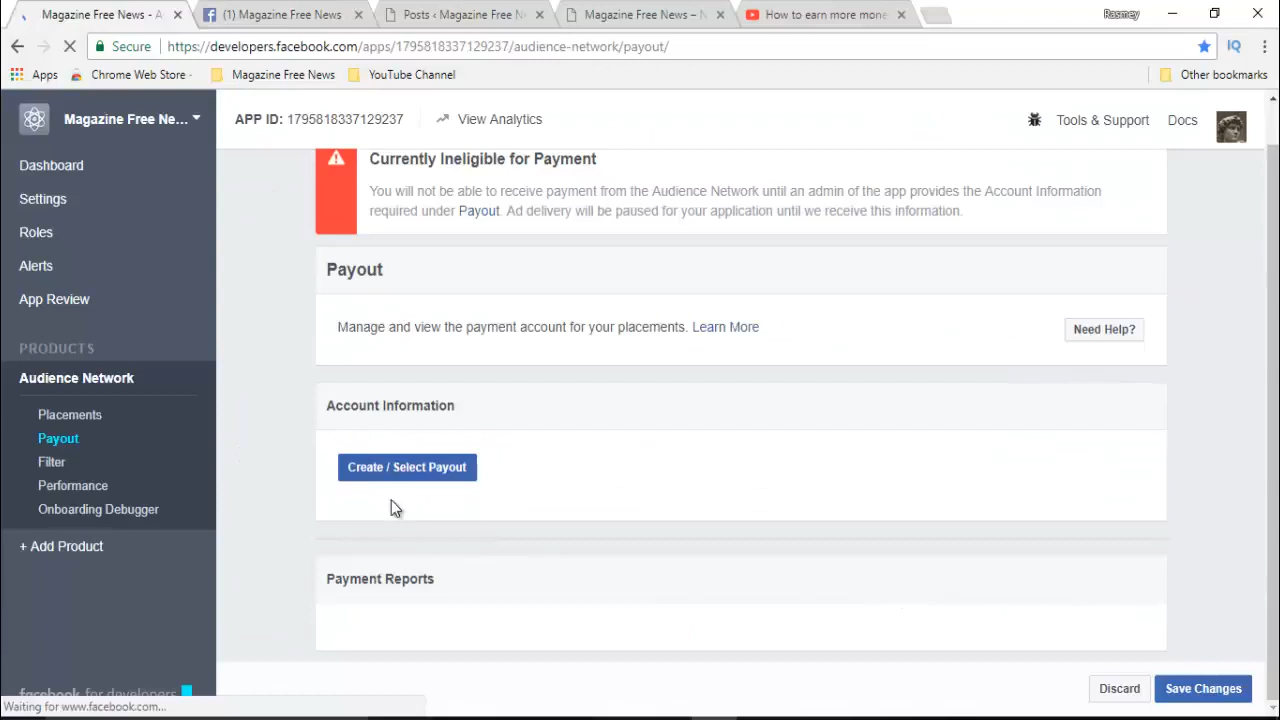 Magazine Free News - A
(1) Magazine Free News
Posts ‹ Magazine Free N
Magazine Free News – N
How to earn more mone
Rasmey
Secure
https://developers.facebook.com/apps/1795818337129237/audience-network/payout/
IQ
Apps
Chrome Web Store -
Magazine Free News
YouTube Channel
Other bookmarks
Magazine Free Ne...
APP ID: 1795818337129237
View Analytics
Tools & Support
Docs
Dashboard
Settings
Roles
Alerts
App Review
PRODUCTS
Audience Network
Placements
Payout
Filter
Performance
Onboarding Debugger
+ Add Product
facebook for developers
Waiting for www.facebook.com...
Currently Ineligible for Payment
You will not be able to receive payment from the Audience Network until an admin of the app provides the Account Information
required under Payout. Ad delivery will be paused for your application until we receive this information.
Payout
Manage and view the payment account for your placements. Learn More
Need Help?
Account Information
Create / Select Payout
Payment Reports
Discard
Save Changes